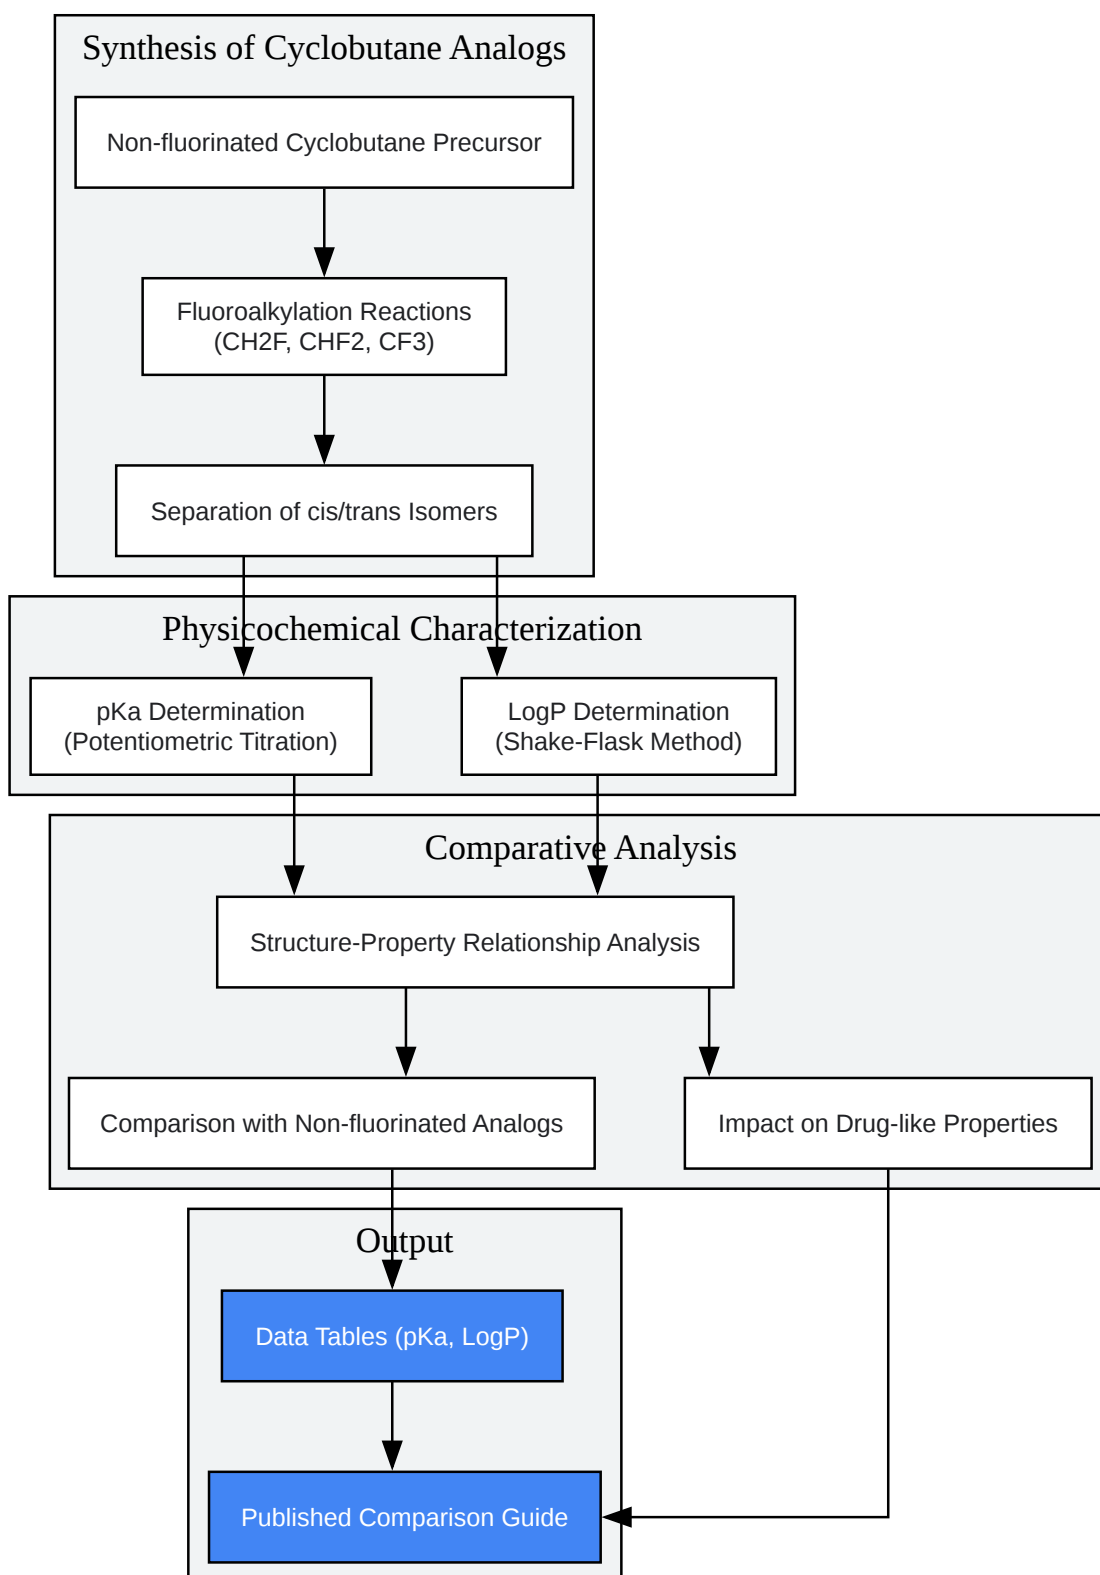 Synthesis of Cyclobutane Analogs
Non-fluorinated Cyclobutane Precursor
Fluoroalkylation Reactions
(CH2F, CHF2, CF3)
Separation of cis/trans Isomers
Physicochemical Characterization
pKa Determination
(Potentiometric Titration)
LogP Determination
(Shake-Flask Method)
Comparative Analysis
Structure-Property Relationship Analysis
Comparison with Non-fluorinated Analogs
Impact on Drug-like Properties
Output
Data Tables (pKa, LogP)
Published Comparison Guide